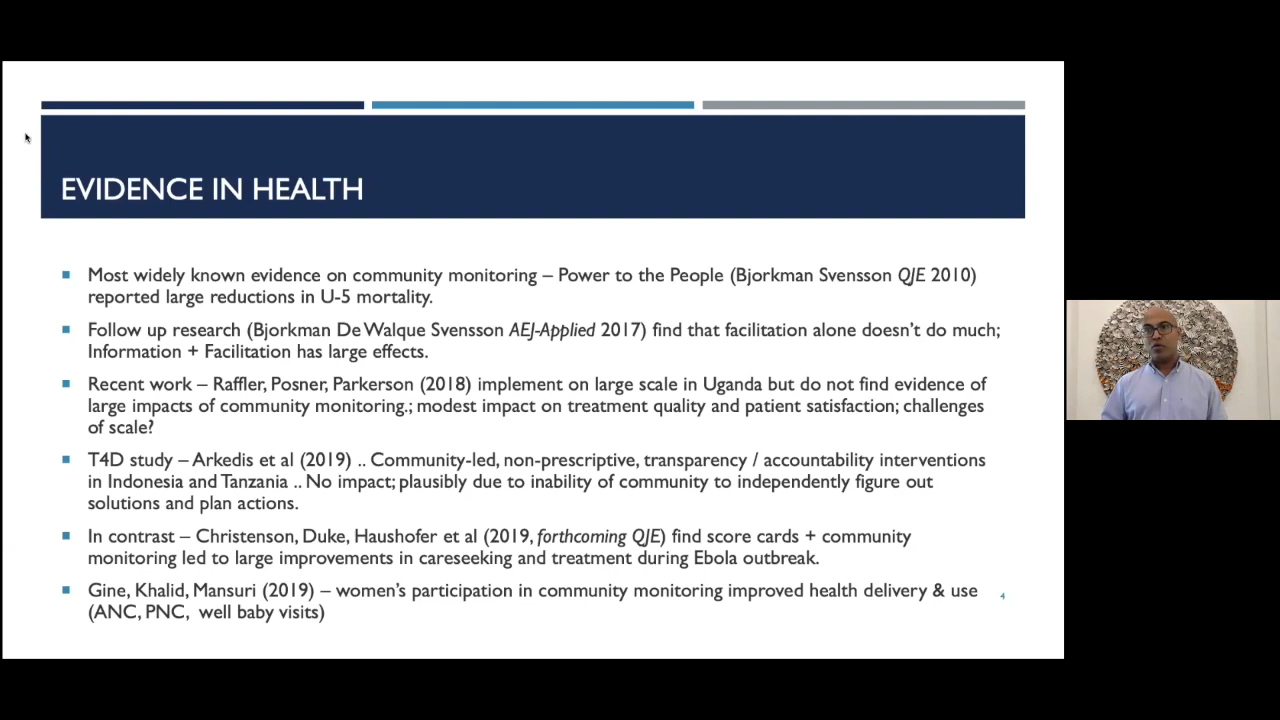 EVIDENCE IN HEALTH
Most widely known evidence on community monitoring – Power to the People (Bjorkman Svensson QJE 2010)
reported large reductions in U-5 mortality.
Follow up research (Bjorkman De Walque Svensson AEJ-Applied 2017) find that facilitation alone doesn't do much;
Information + Facilitation has large effects.
Recent work – Raffler, Posner, Parkerson (2018) implement on large scale in Uganda but do not find evidence of
large impacts of community monitoring.; modest impact on treatment quality and patient satisfaction; challenges
of scale?
T4D study – Arkedis et al (2019) .. Community-led, non-prescriptive, transparency / accountability interventions
in Indonesia and Tanzania .. No impact; plausibly due to inability of community to independently figure out
solutions and plan actions.
In contrast – Christenson, Duke, Haushofer et al (2019, forthcoming QJE) find score cards + community
monitoring led to large improvements in careseeking and treatment during Ebola outbreak.
Gine, Khalid, Mansuri (2019) – women's participation in community monitoring improved health delivery & use
(ANC, PNC, well baby visits)
4